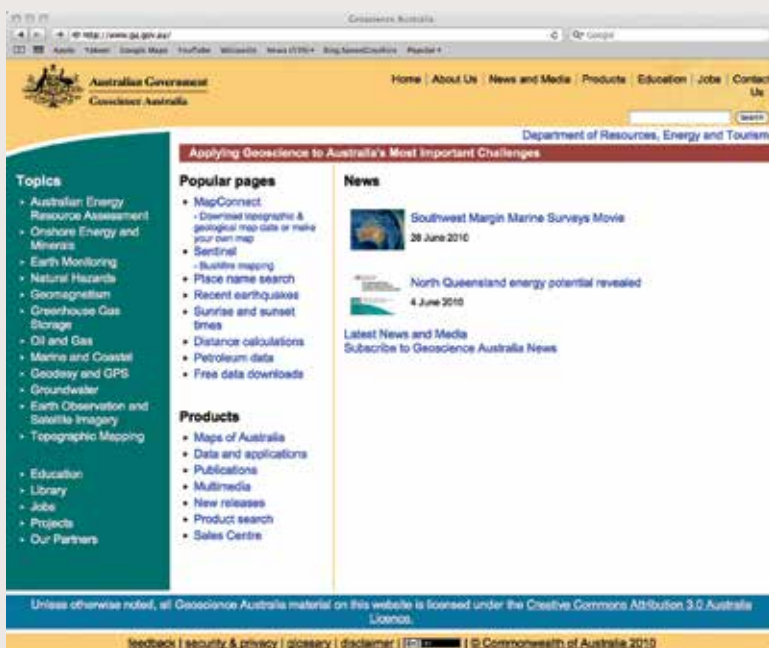 Geoscience Australia
http://www.ga.gov.au/
Google
Apple Yahoo! Google Maps YouTube Wikipedia News Popular
Australian Government
Geoscience Australia
Home | About Us | News and Media | Products | Education | Jobs | Contact
Us
Search
Department of Resources, Energy and Tourism
Applying Geoscience to Australia's Most Important Challenges
Topics
Australian Energy
Resource Assessment
Onshore Energy and
Minerals
Earth Monitoring
Natural Hazards
Geomagnetism
Greenhouse Gas
Storage
Oil and Gas
Marine and Coastal
Geodesy and GPS
Groundwater
Earth Observation and
Satellite Imagery
Topographic Mapping
Education
Library
Jobs
Projects
Our Partners
Popular pages
MapConnect
- Download topographic &
geological map data or make
your own map
Sentinel
- Bushfire mapping
Place name search
Recent earthquakes
Sunrise and sunset
times
Distance calculations
Petroleum data
Free data downloads
Products
Maps of Australia
Data and applications
Publications
Multimedia
New releases
Product search
Sales Centre
News
Southwest Margin Marine Surveys Movie
28 June 2010
North Queensland energy potential revealed
4 June 2010
Latest News and Media
Subscribe to Geoscience Australia News
Unless otherwise noted, all Geoscience Australia material on this website is licensed under the Creative Commons Attribution 3.0 Australia
Licence.
feedback | security & privacy | glossary | disclaimer | © Commonwealth of Australia 2010